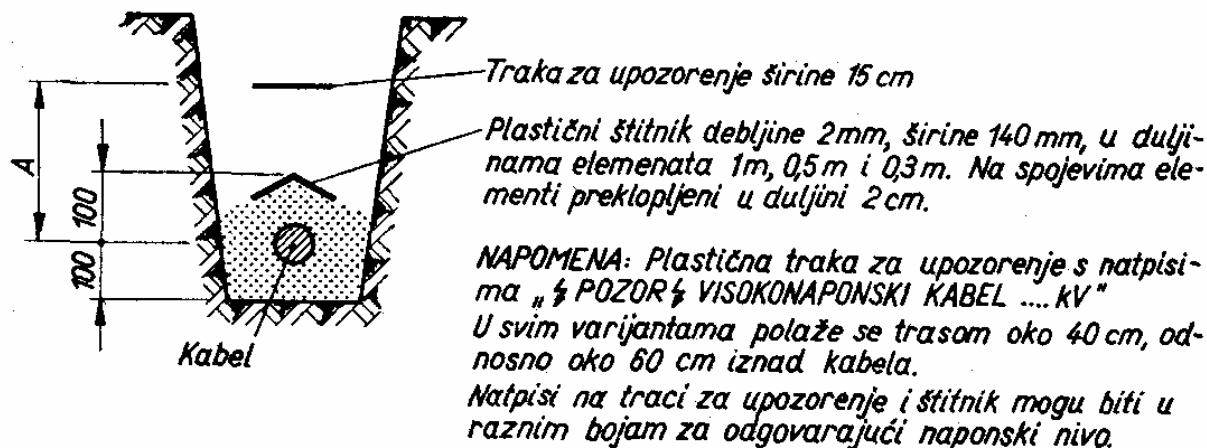 Traka za upozorenje širine 15 cm
Plastični štitnik debljine 2mm, širine 140 mm, u dulji-
nama elemenata 1m, 0,5 m i 0,3 m. Na spojevima ele-
menti preklopljeni u duljini 2 cm.
A
100
100
Kabel
NAPOMENA: Plastična traka za upozorenje s natpisi-
ma „ ↯ POZOR ↯ VISOKONAPONSKI KABEL .... kV"
U svim varijantama polaže se trasom oko 40 cm, od-
nosno oko 60 cm iznad kabela.
Natpisi na traci za upozorenje i štitnik mogu biti u
raznim bojam za odgovarajući naponski nivo.